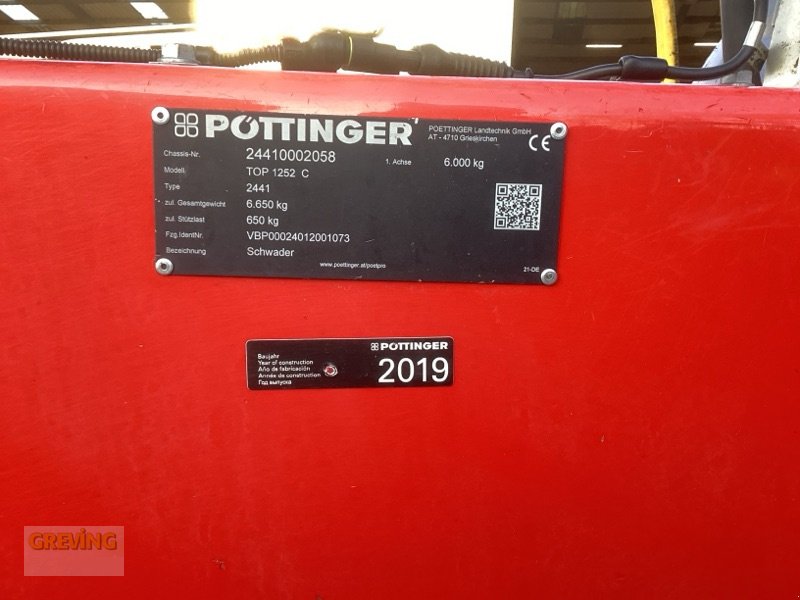 PÖTTINGER
POETTINGER Landtechnik GmbH
AT - 4710 Grieskirchen
CE
Chassis-Nr. 24410002058 1. Achse 6.000 kg
Modell TOP 1252 C
Type 2441
zul. Gesamtgewicht 6.650 kg
zul. Stützlast 650 kg
Fzg.IdentNr. VBP00024012001073
Bezeichnung Schwader
www.poettinger.at/poetpro
21-DE
PÖTTINGER
Baujahr
Year of construction
Año de fabricación
Année de construction
Год выпуска
2019
GREVING